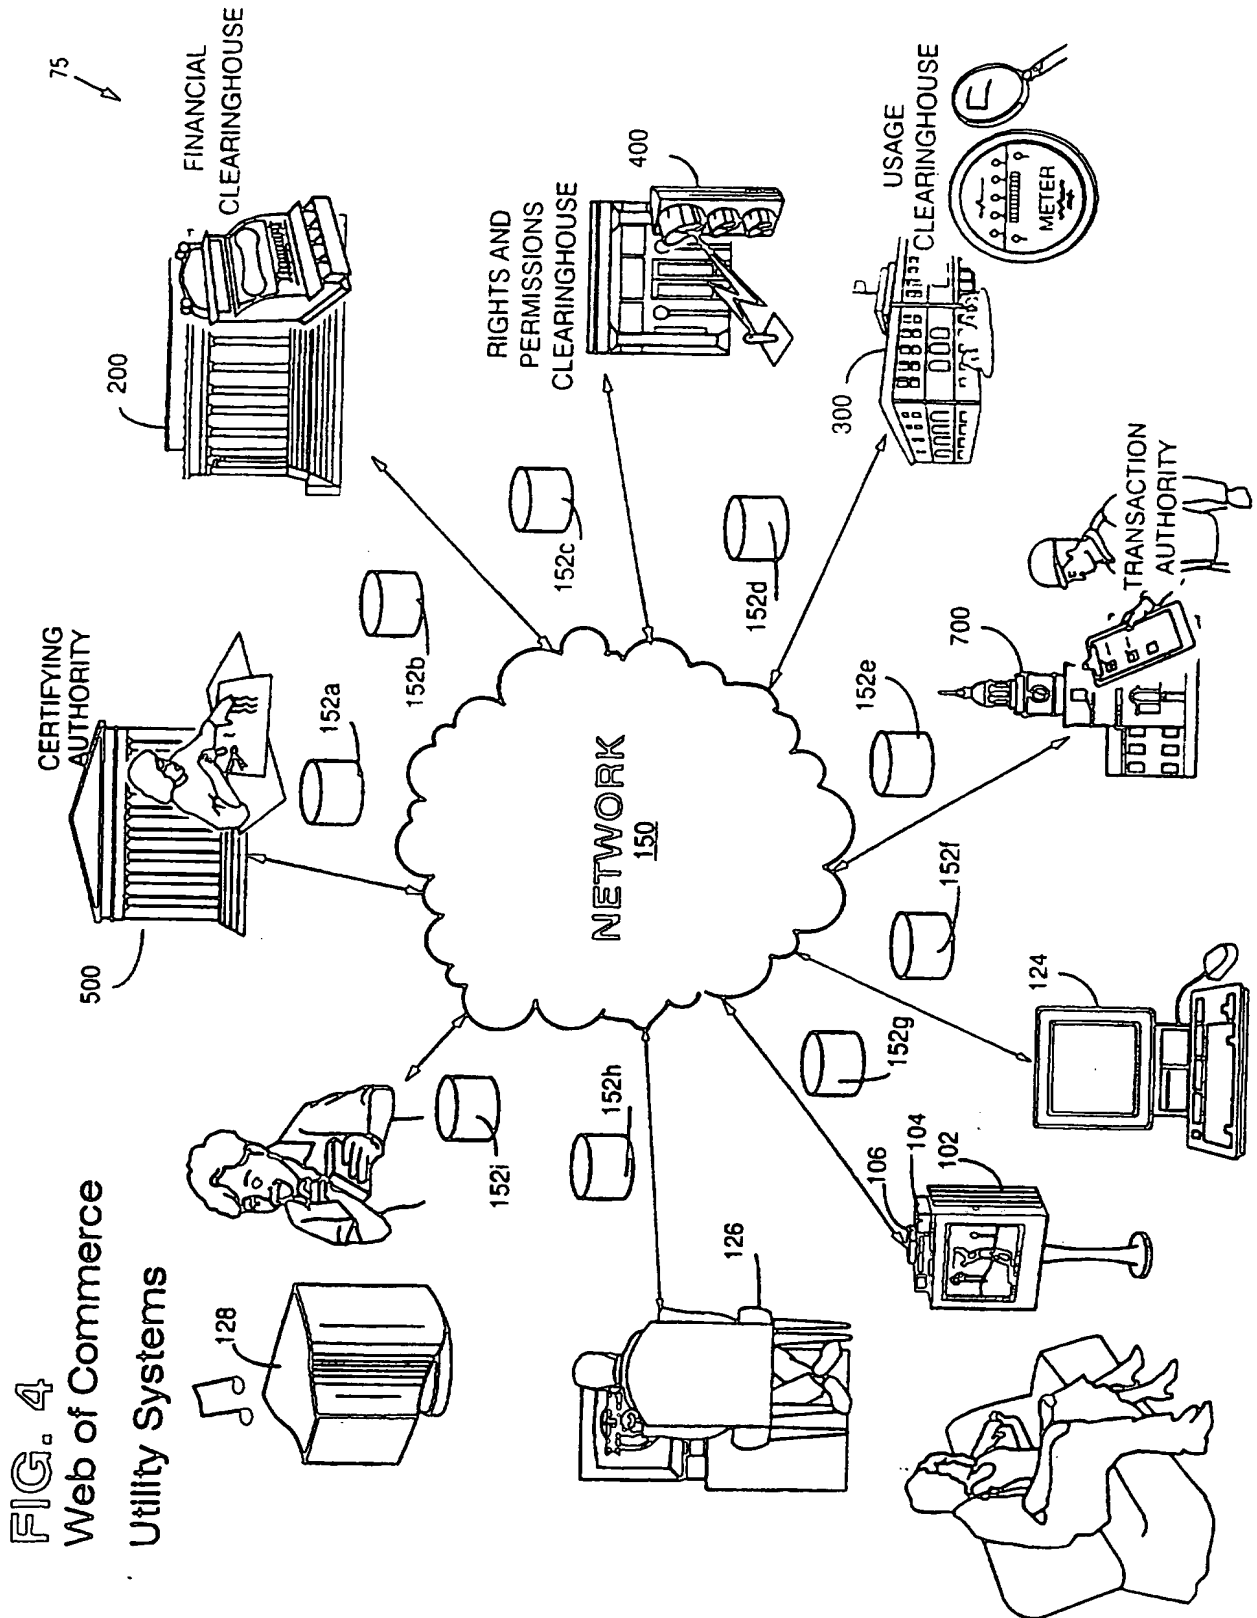 FIG. 4
Web of Commerce
Utility Systems
75
CERTIFYING
AUTHORITY
500
200
FINANCIAL
CLEARINGHOUSE
128
152a
152b
152i
152c
RIGHTS AND
PERMISSIONS
CLEARINGHOUSE
400
152h
NETWORK
150
126
152d
152g
152e
300
USAGE
CLEARINGHOUSE
METER
106
104
102
152f
124
700
TRANSACTION
AUTHORITY